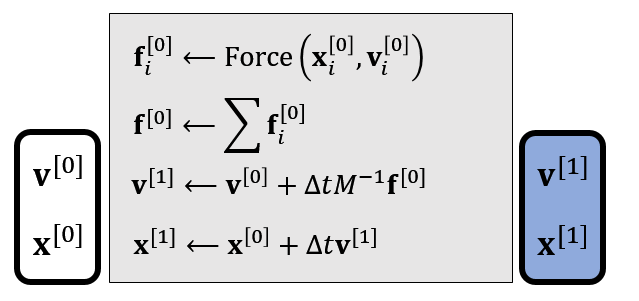 f_i^[0] ← Force(x_i^[0], v_i^[0])
f^[0] ← ∑ f_i^[0]
v^[1] ← v^[0] + ΔtM^−1 f^[0]
x^[1] ← x^[0] + Δtv^[1]
v^[0]
x^[0]
v^[1]
x^[1]